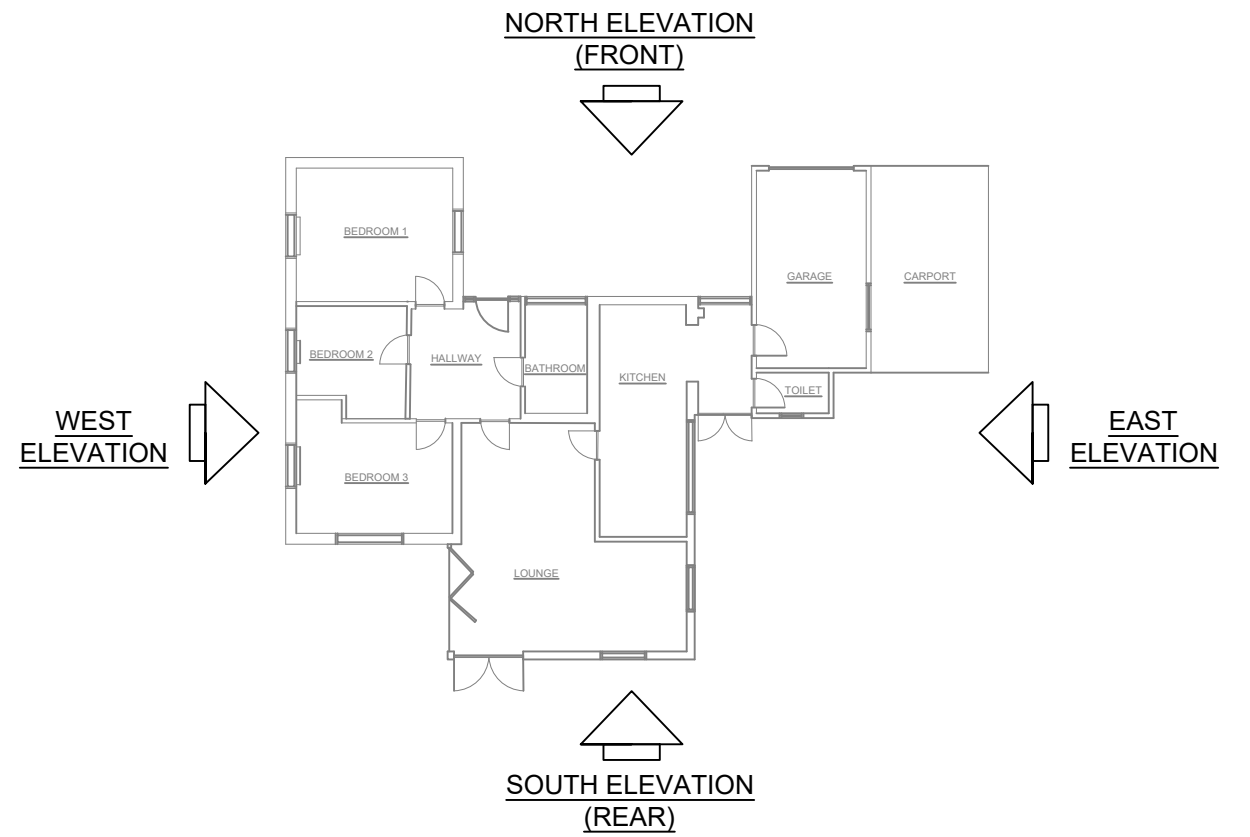 NORTH ELEVATION
(FRONT)
BEDROOM 1
GARAGE
CARPORT
BEDROOM 2
HALLWAY
BATHROOM
KITCHEN
TOILET
WEST
ELEVATION
EAST
ELEVATION
BEDROOM 3
LOUNGE
SOUTH ELEVATION
(REAR)